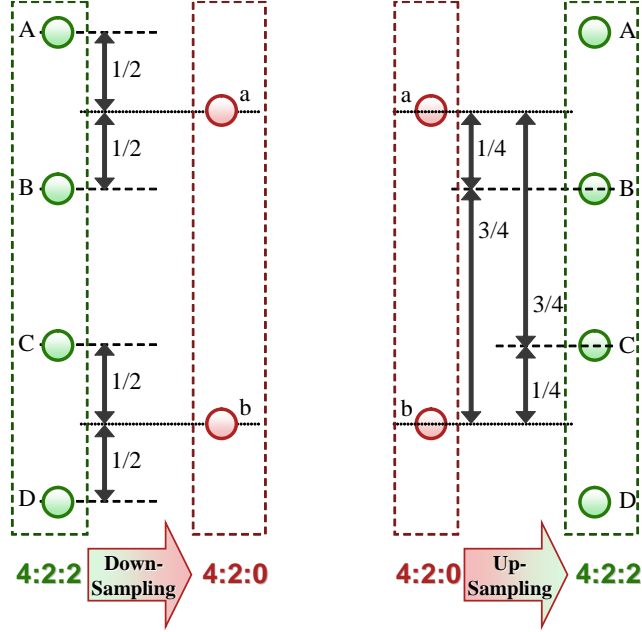 A
1/2
a
1/2
B
C
1/2
b
1/2
D
4:2:2
Down-
Sampling
4:2:0
A
a
1/4
B
3/4
3/4
C
1/4
b
D
4:2:0
Up-
Sampling
4:2:2